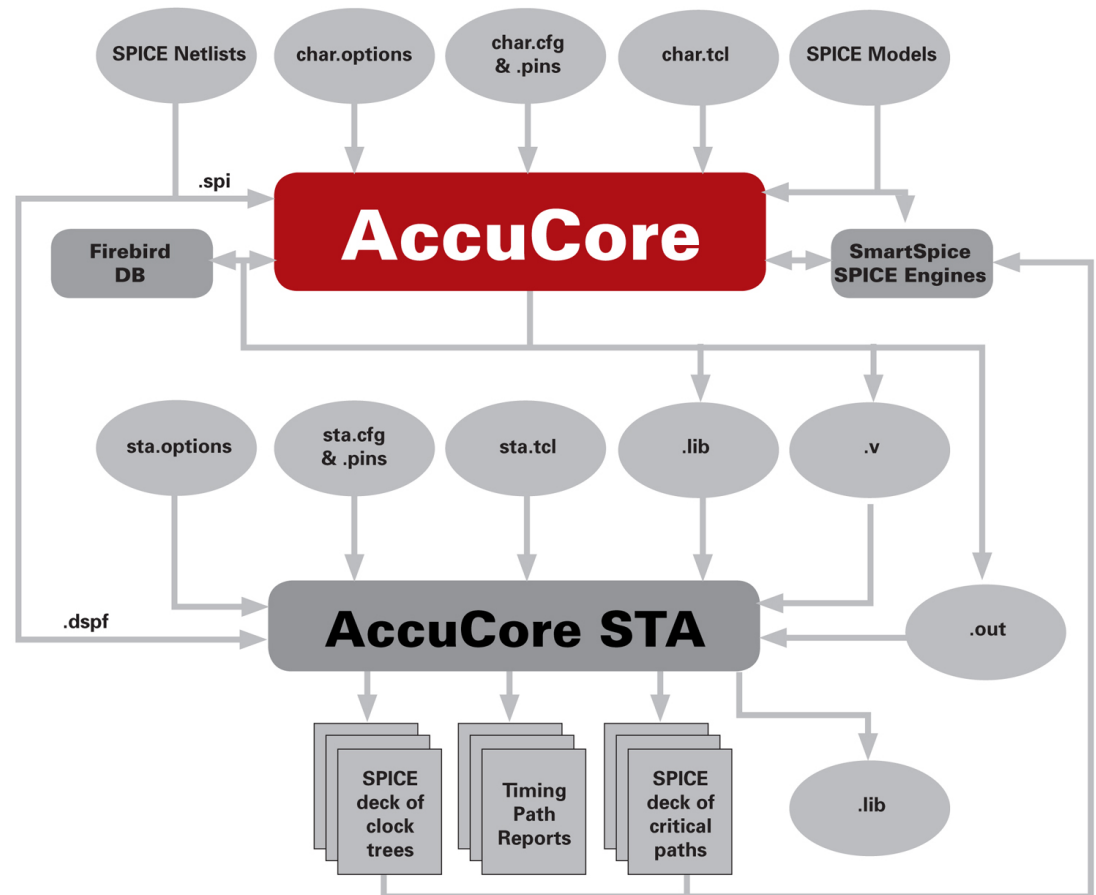 SPICE Netlists
char.options
char.cfg
& .pins
char.tcl
SPICE Models
.spi
AccuCore
Firebird
DB
SmartSpice
SPICE Engines
sta.options
sta.cfg
& .pins
sta.tcl
.lib
.v
.dspf
AccuCore STA
.out
SPICE
deck of
clock
trees
Timing
Path
Reports
SPICE
deck of
critical
paths
.lib